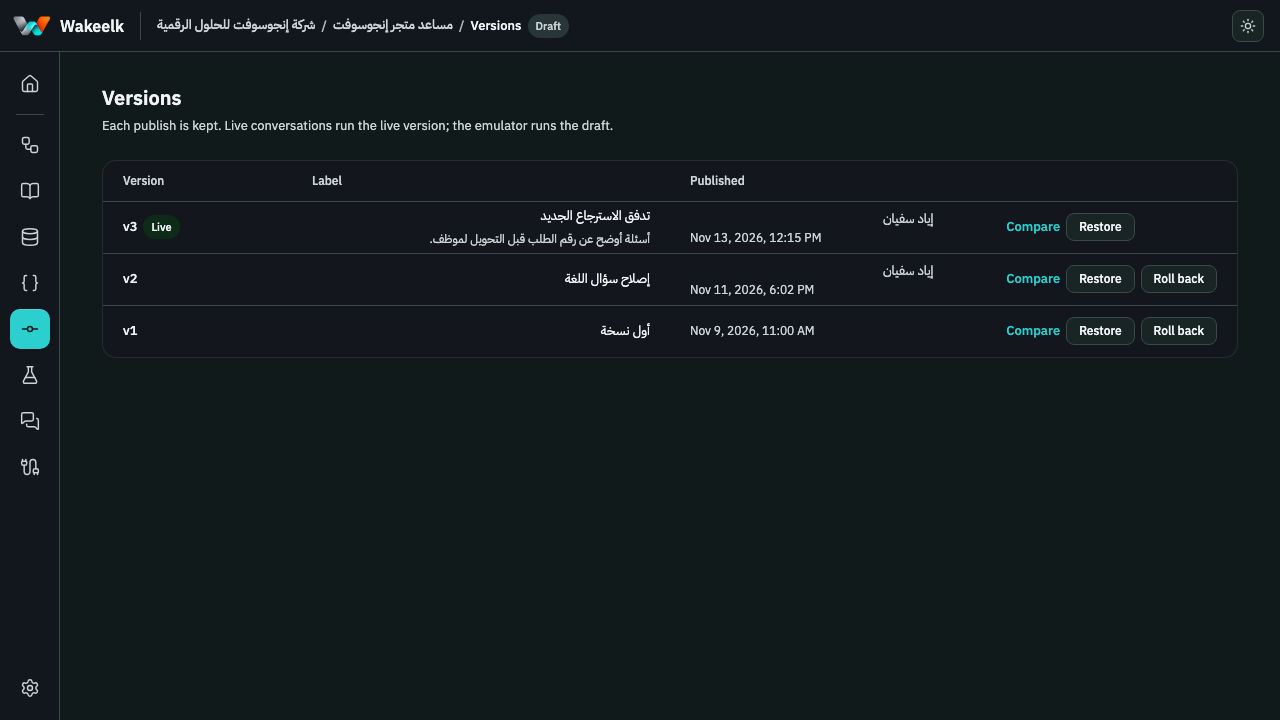 Wakeelk
شركة إنجوسوفت للحلول الرقمية / مساعد متجر إنجوسوفت / Versions Draft
Versions
Each publish is kept. Live conversations run the live version; the emulator runs the draft.
Version Label Published
v3 Live تدفق الاسترجاع الجديد
أسئلة أوضح عن رقم الطلب قبل التحويل لموظف.
إياد سفيان
Nov 13, 2026, 12:15 PM
Compare Restore
v2 إصلاح سؤال اللغة
إياد سفيان
Nov 11, 2026, 6:02 PM
Compare Restore Roll back
v1 أول نسخة Nov 9, 2026, 11:00 AM Compare Restore Roll back